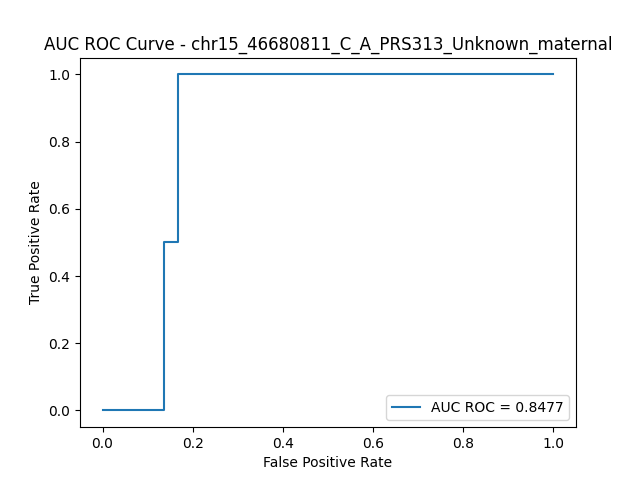 AUC ROC Curve - chr15_46680811_C_A_PRS313_Unknown_maternal
1.0
0.8
0.6
0.4
0.2
0.0
True Positive Rate
AUC ROC = 0.8477
0.0 0.2 0.4 0.6 0.8 1.0
False Positive Rate